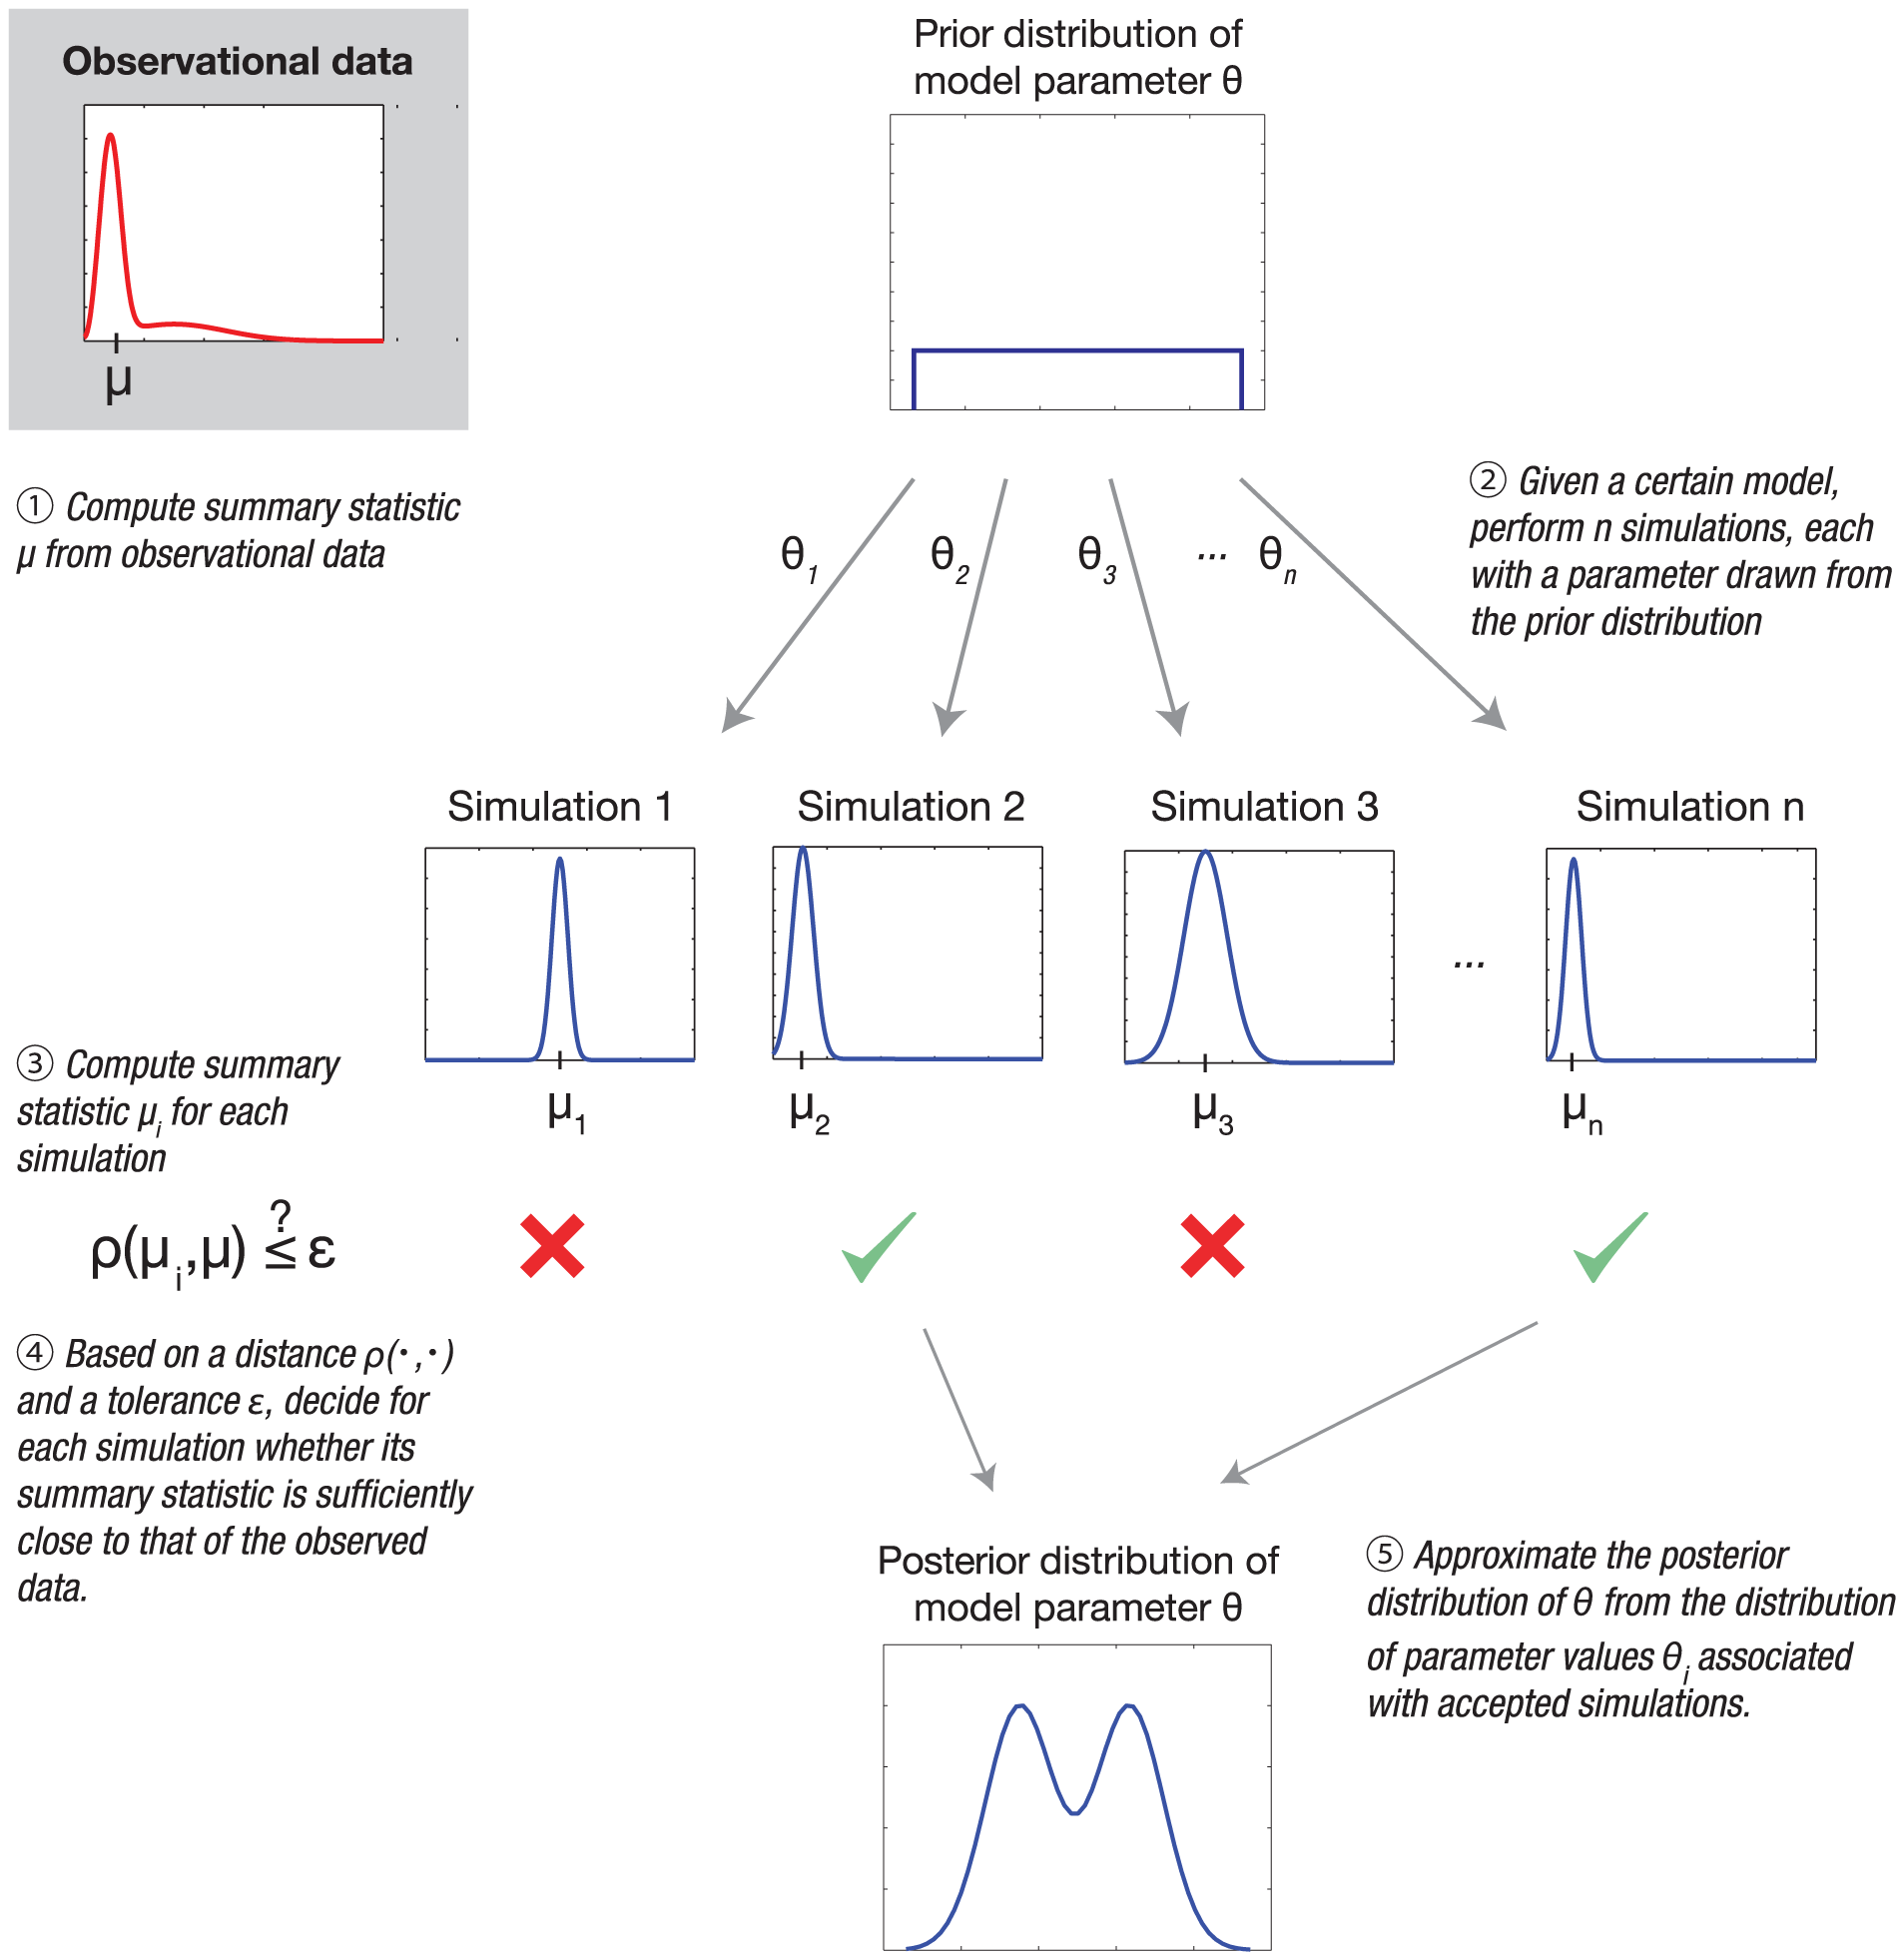 Observational data
μ
Prior distribution of
model parameter θ
① Compute summary statistic
μ from observational data
② Given a certain model,
perform n simulations, each
with a parameter drawn from
the prior distribution
θ1 θ2 θ3 ... θn
Simulation 1 Simulation 2 Simulation 3 Simulation n
...
μ1 μ2 μ3 μn
③ Compute summary
statistic μi for each
simulation
?
ρ(μi,μ) ≤ ε
④ Based on a distance ρ(·,·)
and a tolerance ε, decide for
each simulation whether its
summary statistic is sufficiently
close to that of the observed
data.
Posterior distribution of
model parameter θ
⑤ Approximate the posterior
distribution of θ from the distribution
of parameter values θi associated
with accepted simulations.